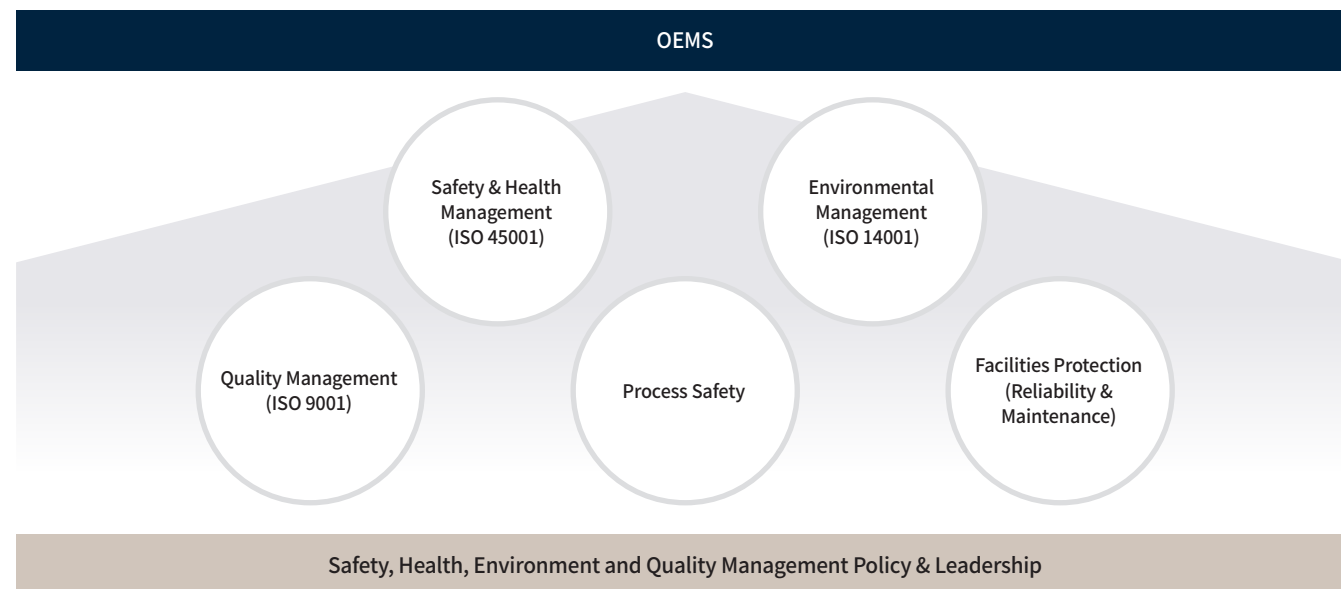 OEMS
Safety & Health
Management
(ISO 45001)
Environmental
Management
(ISO 14001)
Quality Management
(ISO 9001)
Process Safety
Facilities Protection
(Reliability &
Maintenance)
Safety, Health, Environment and Quality Management Policy & Leadership